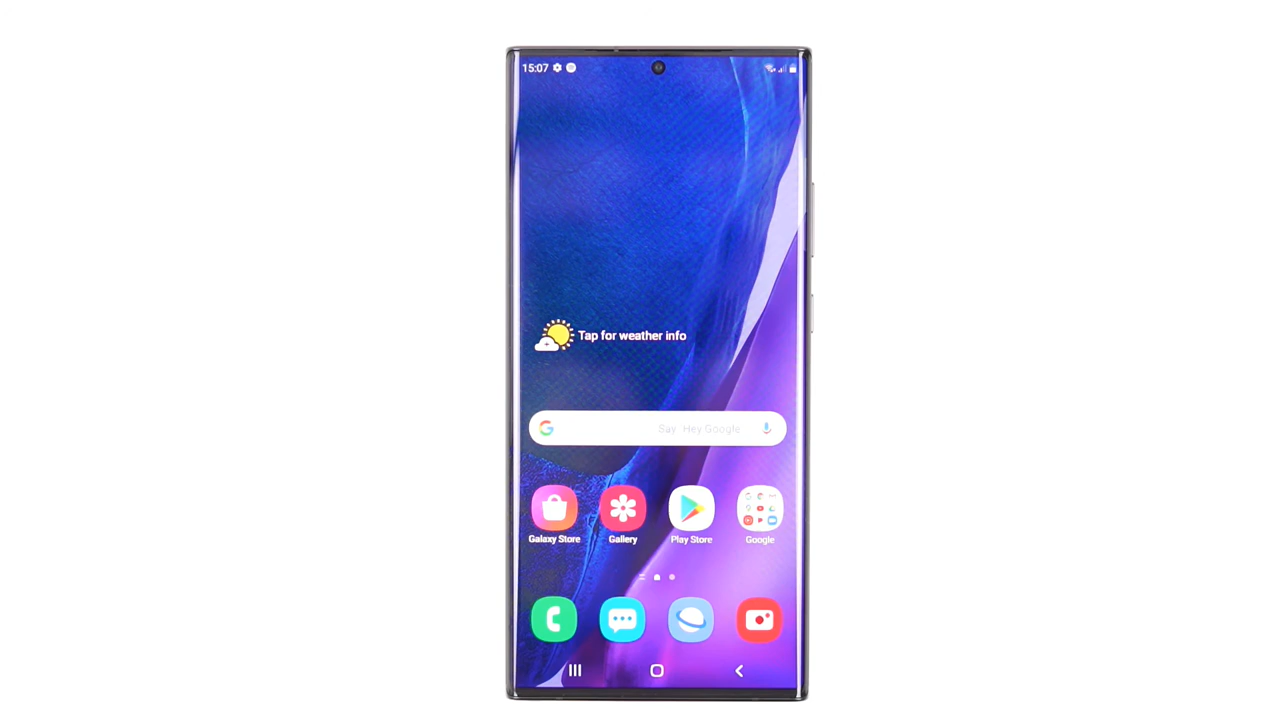 15:07
Tap for weather info
Say Hey Google
Galaxy Store
Gallery
Play Store
Google